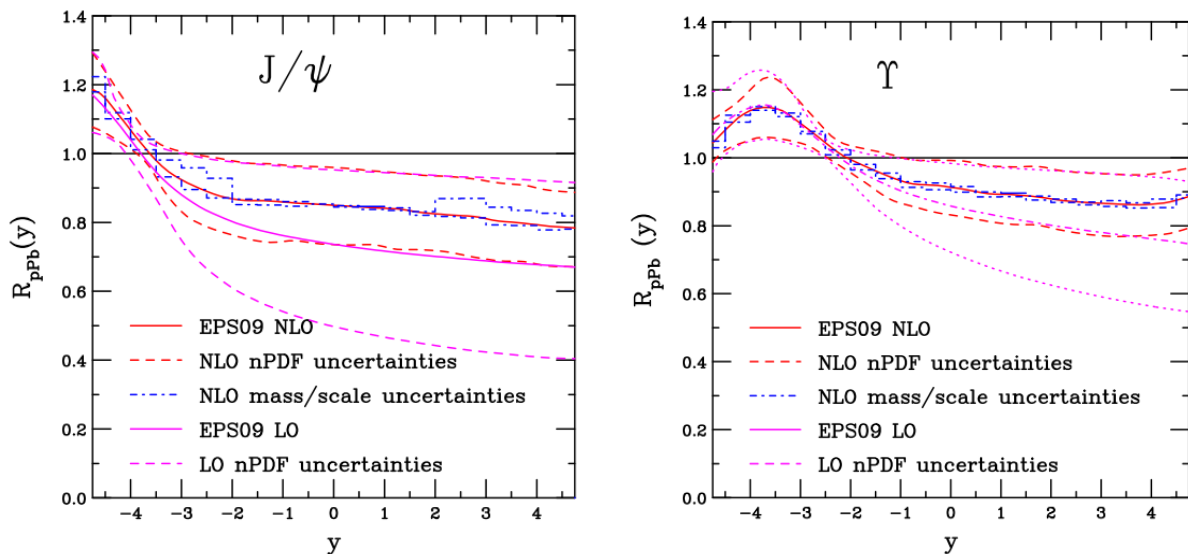 J/ψ
R_pPb(y)
1.4
1.2
1.0
0.8
0.6
0.4
0.2
0.0
EPS09 NLO
NLO nPDF uncertainties
NLO mass/scale uncertainties
EPS09 LO
LO nPDF uncertainties
−4 −3 −2 −1 0 1 2 3 4
y
ϒ
R_pPb (y)
1.4
1.2
1.0
0.8
0.6
0.4
0.2
0.0
EPS09 NLO
NLO nPDF uncertainties
NLO mass/scale uncertainties
EPS09 LO
LO nPDF uncertainties
−4 −3 −2 −1 0 1 2 3 4
y